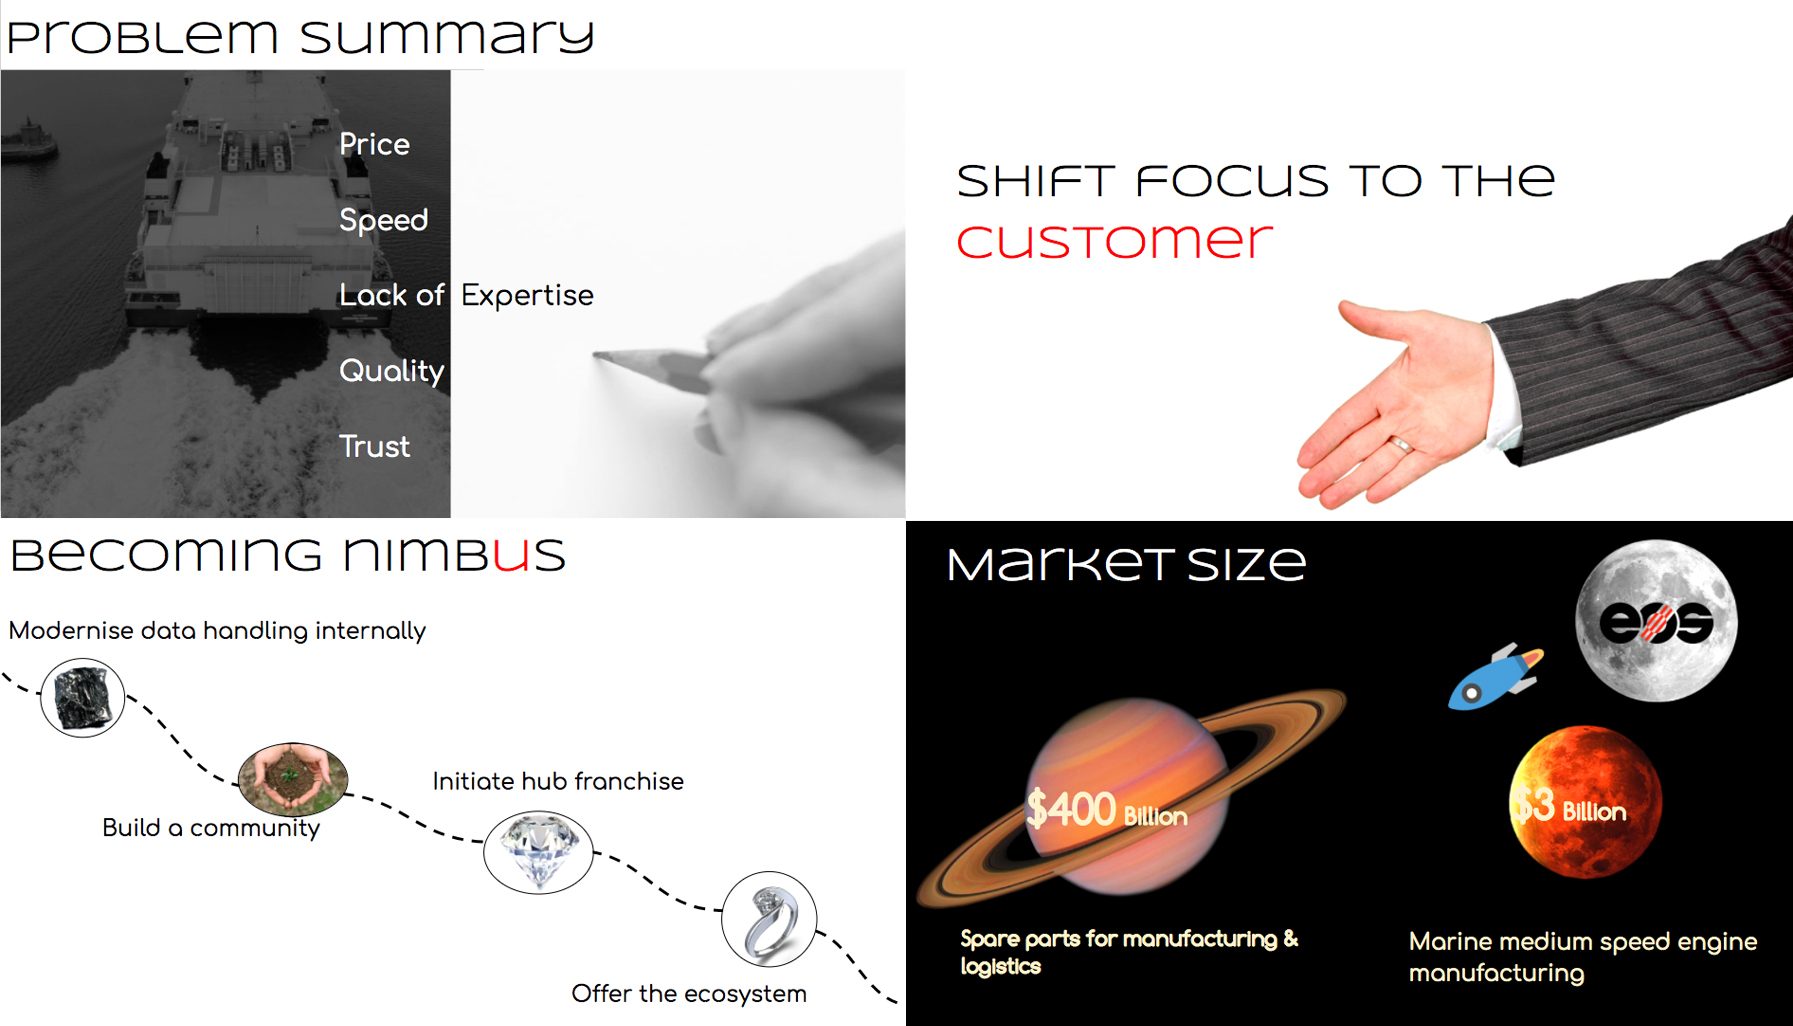 Problem summary
Price
Speed
Lack of Expertise
Quality
Trust
SHIFT FOCUS TO THE
customer
Becoming nimbus
Modernise data handling internally
Build a community
Initiate hub franchise
Offer the ecosystem
Market Size
eos
$400 Billion
$3 Billion
Spare parts for manufacturing &
logistics
Marine medium speed engine
manufacturing